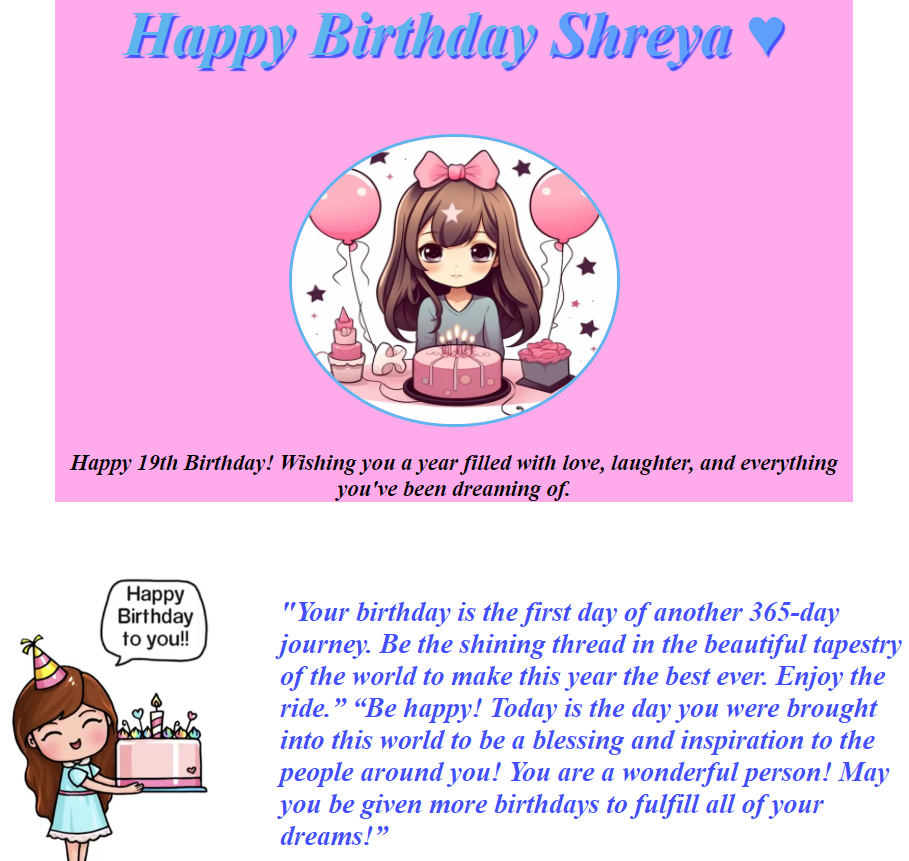 Happy Birthday Shreya ♥
Happy 19th Birthday! Wishing you a year filled with love, laughter, and everything
you've been dreaming of.
Happy
Birthday
to you!!
"Your birthday is the first day of another 365-day
journey. Be the shining thread in the beautiful tapestry
of the world to make this year the best ever. Enjoy the
ride.” “Be happy! Today is the day you were brought
into this world to be a blessing and inspiration to the
people around you! You are a wonderful person! May
you be given more birthdays to fulfill all of your
dreams!”